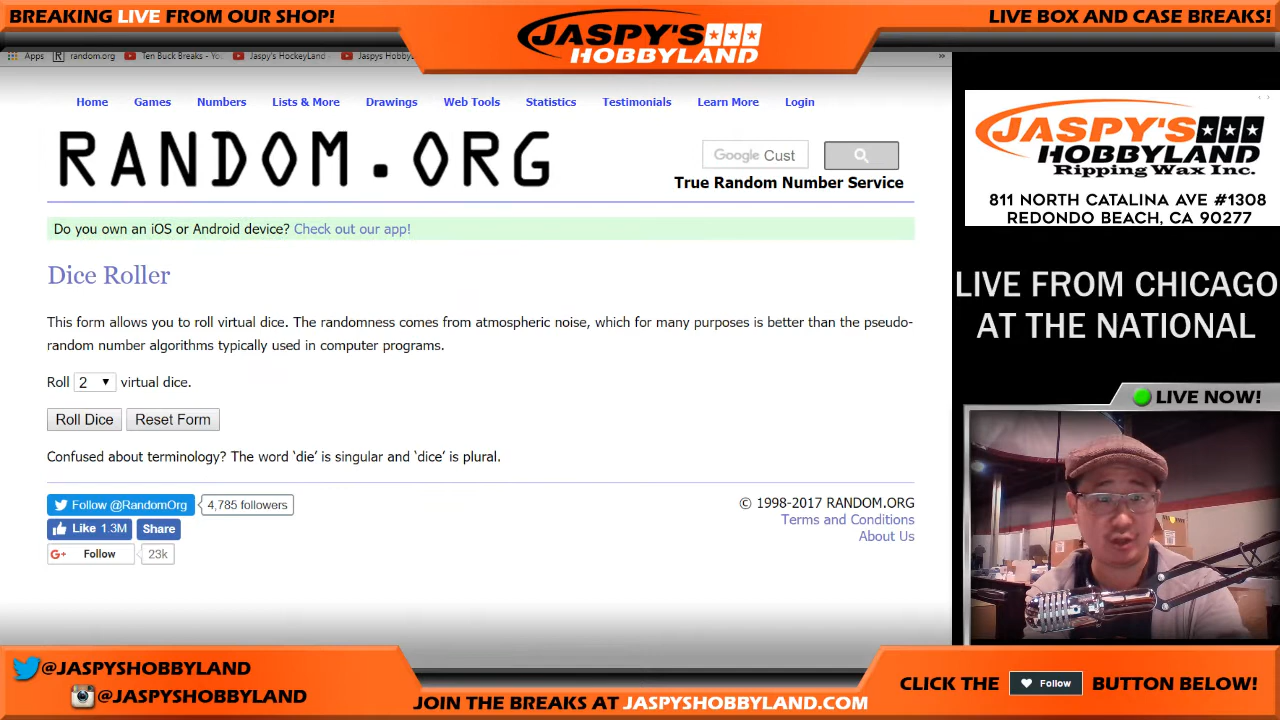 BREAKING LIVE FROM OUR SHOP!
JASPY'S
HOBBYLAND
LIVE BOX AND CASE BREAKS!
Apps random.org Ten Buck Breaks - Yo Jaspy's HockeyLand Jaspys Hobby
Home Games Numbers Lists & More Drawings Web Tools Statistics Testimonials Learn More Login
RANDOM.ORG
Google Cust
True Random Number Service
Do you own an iOS or Android device? Check out our app!
Dice Roller
This form allows you to roll virtual dice. The randomness comes from atmospheric noise, which for many purposes is better than the pseudo-
random number algorithms typically used in computer programs.
Roll 2 virtual dice.
Roll Dice Reset Form
Confused about terminology? The word ‘die’ is singular and ‘dice’ is plural.
Follow @RandomOrg 4,785 followers
Like 1.3M Share
G+ Follow 23k
© 1998-2017 RANDOM.ORG
Terms and Conditions
About Us
JASPY'S
HOBBYLAND
Ripping Wax Inc.
811 NORTH CATALINA AVE #1308
REDONDO BEACH, CA 90277
LIVE FROM CHICAGO
AT THE NATIONAL
LIVE NOW!
@JASPYSHOBBYLAND
@JASPYSHOBBYLAND
JOIN THE BREAKS AT JASPYSHOBBYLAND.COM
CLICK THE Follow BUTTON BELOW!